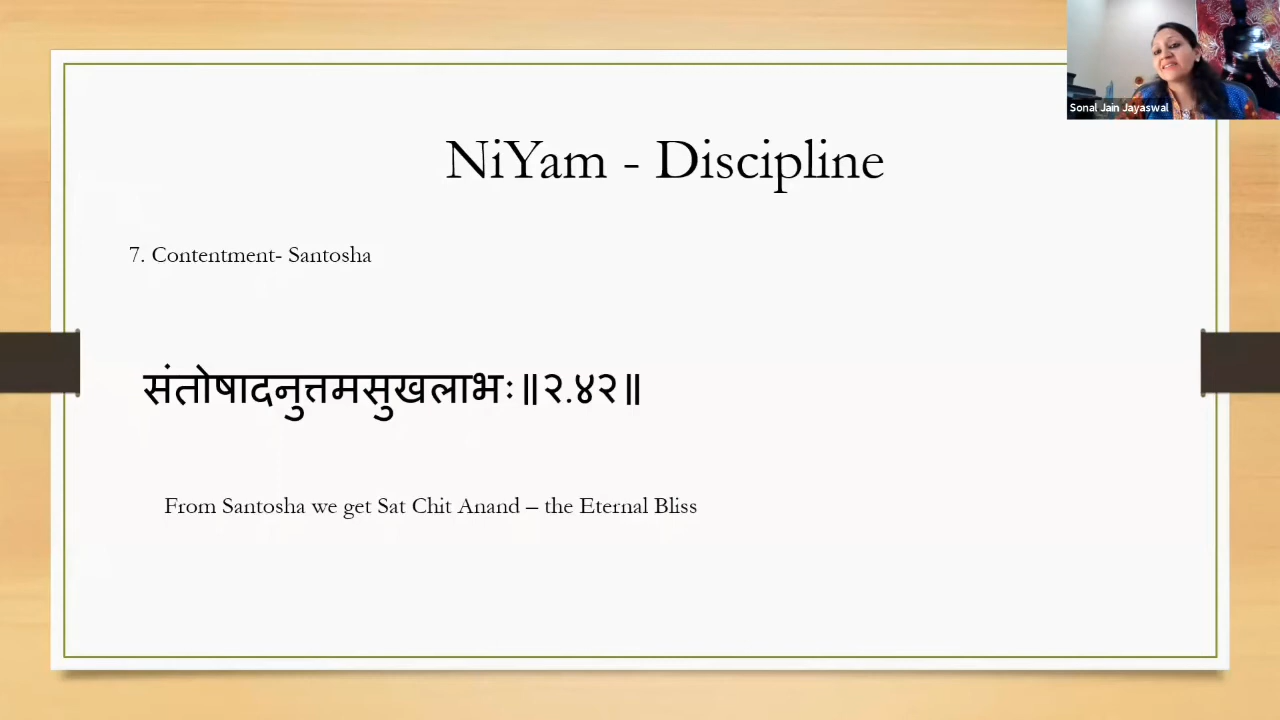 Sonal Jain Jayaswal
NiYam - Discipline
7. Contentment- Santosha
संतोषादनुत्तमसुखलाभः॥२.४२॥
From Santosha we get Sat Chit Anand – the Eternal Bliss